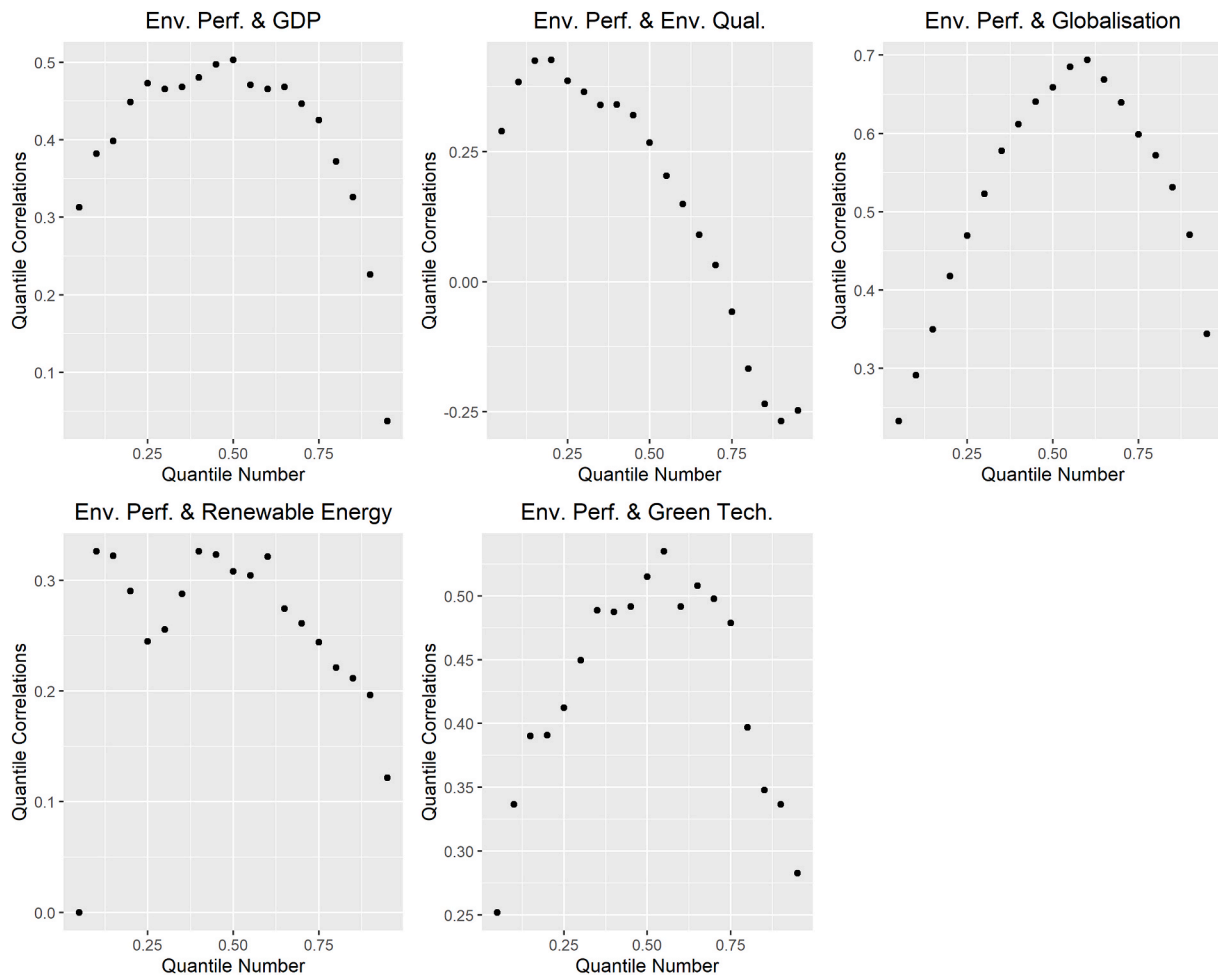 Env. Perf. & GDP
Quantile Correlations
0.5
0.4
0.3
0.2
0.1
0.25 0.50 0.75
Quantile Number
Env. Perf. & Env. Qual.
Quantile Correlations
0.25
0.00
-0.25
0.25 0.50 0.75
Quantile Number
Env. Perf. & Globalisation
Quantile Correlations
0.7
0.6
0.5
0.4
0.3
0.25 0.50 0.75
Quantile Number
Env. Perf. & Renewable Energy
Quantile Correlations
0.3
0.2
0.1
0.0
0.25 0.50 0.75
Quantile Number
Env. Perf. & Green Tech.
Quantile Correlations
0.50
0.45
0.40
0.35
0.30
0.25
0.25 0.50 0.75
Quantile Number